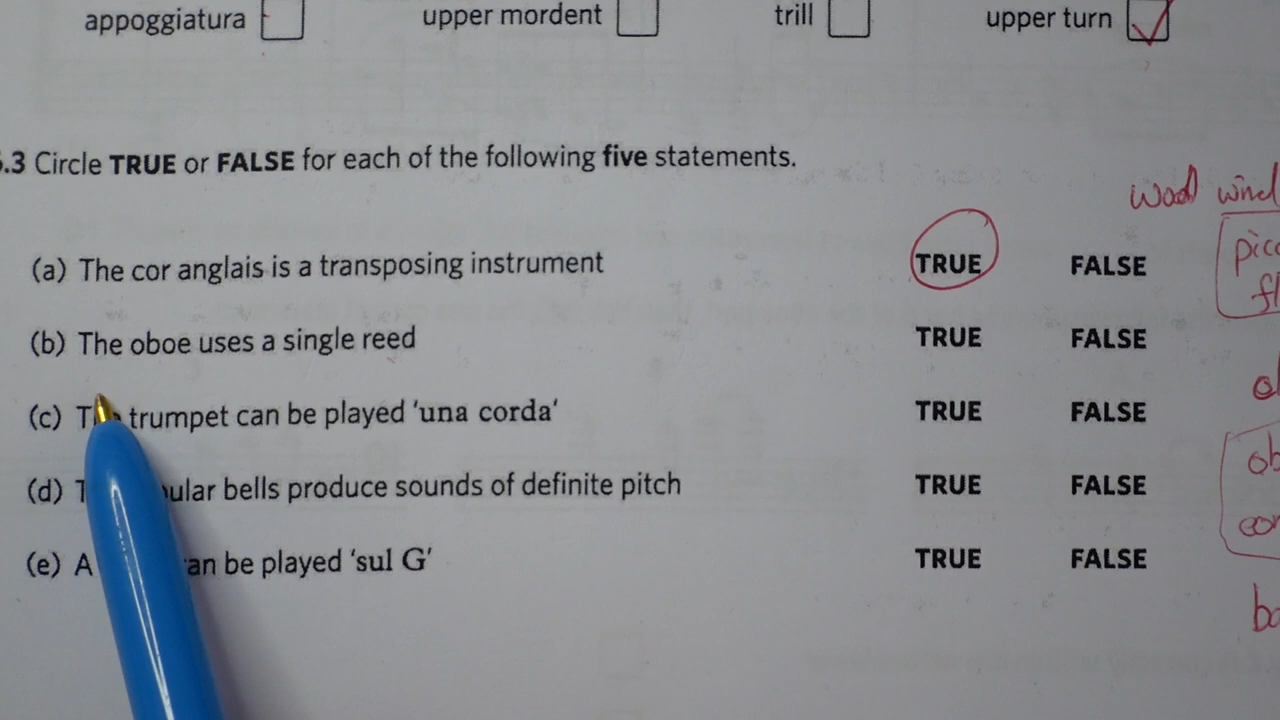 appoggiatura upper mordent trill upper turn
.3 Circle TRUE or FALSE for each of the following five statements.
wood wind
(a) The cor anglais is a transposing instrument TRUE FALSE
(b) The oboe uses a single reed TRUE FALSE
(c) trumpet can be played 'una corda' TRUE FALSE
(d) bells produce sounds of definite pitch TRUE FALSE
(e) A can be played 'sul G' TRUE FALSE